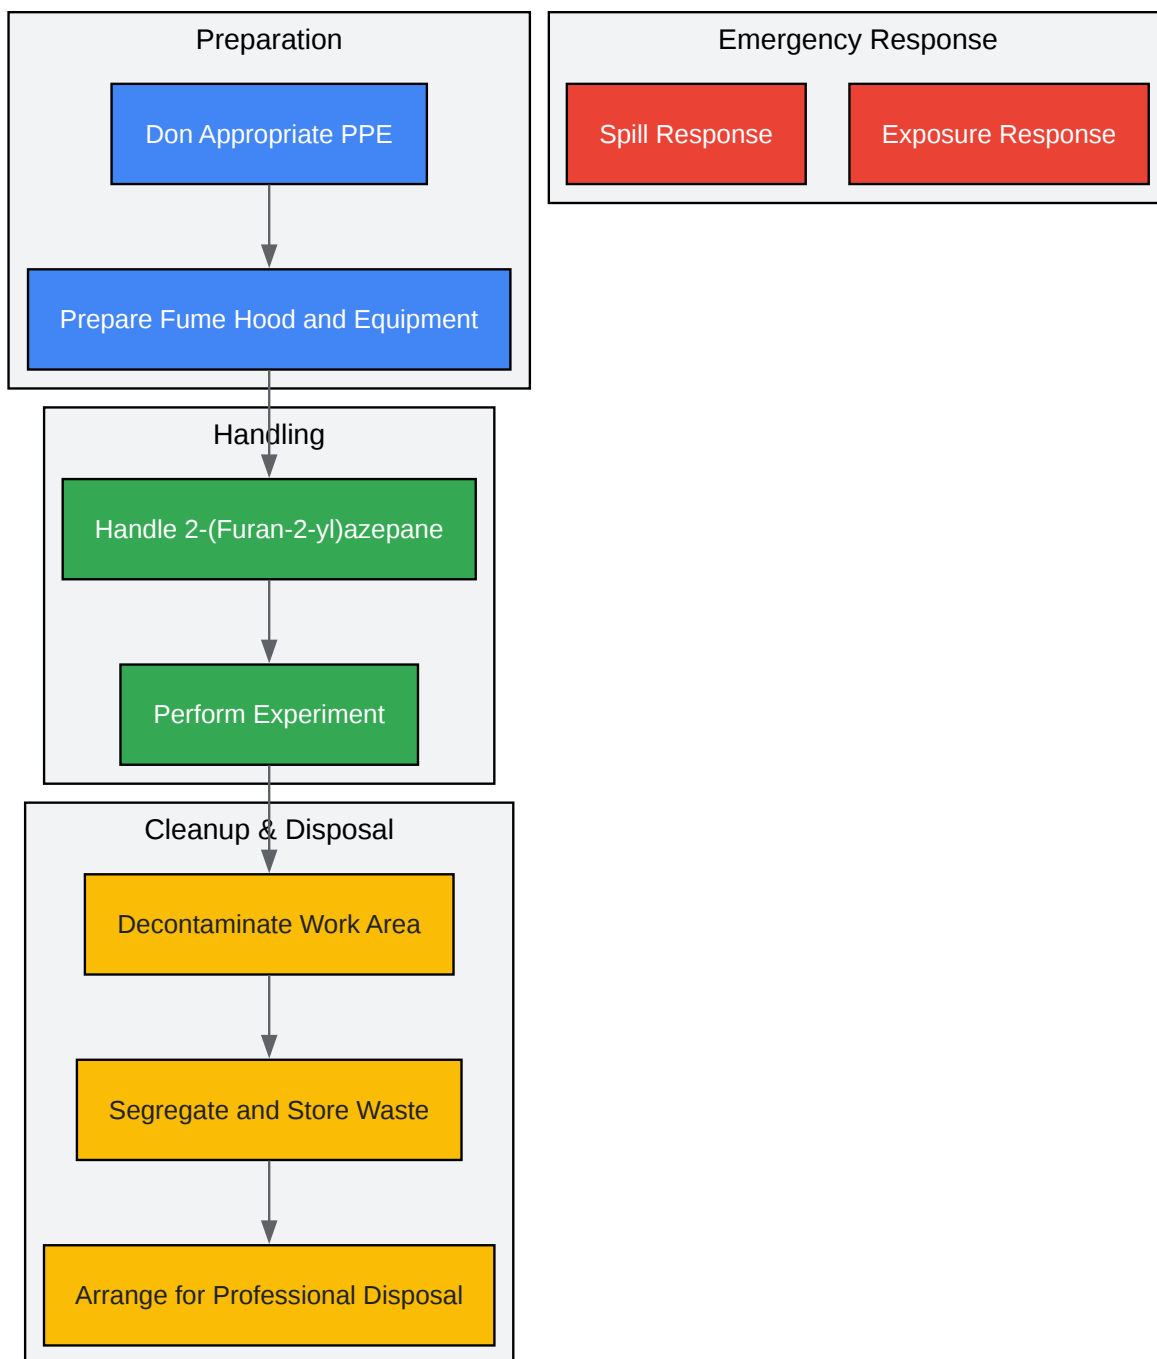 Preparation
Don Appropriate PPE
Prepare Fume Hood and Equipment
Handling
Handle 2-(Furan-2-yl)azepane
Perform Experiment
Cleanup & Disposal
Decontaminate Work Area
Segregate and Store Waste
Arrange for Professional Disposal
Emergency Response
Spill Response
Exposure Response